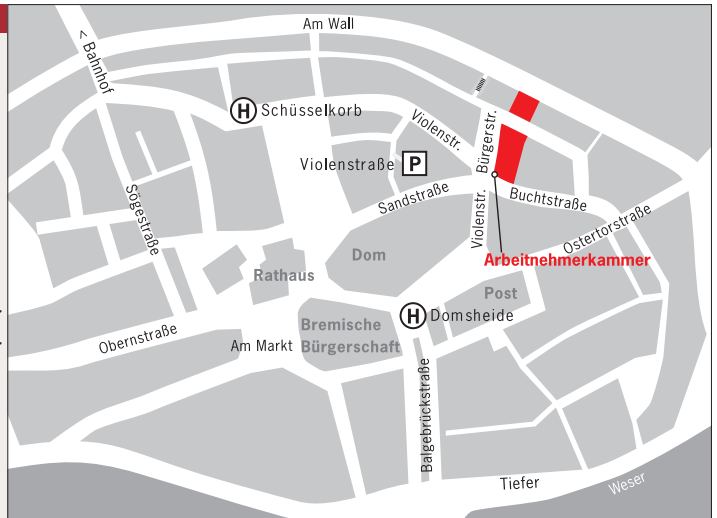 Am Wall
< Bahnhof
H Schüsselkorb
Violenstr.
Bürgerstr.
Violenstraße P
Sögestraße
Sandstraße
Buchtstraße
Violenstr.
Ostertorstraße
Dom
Arbeitnehmerkammer
Rathaus
Post
H Domsheide
Bremische
Bürgerschaft
Obernstraße
Am Markt
Balgebrückstraße
Tiefer
Weser